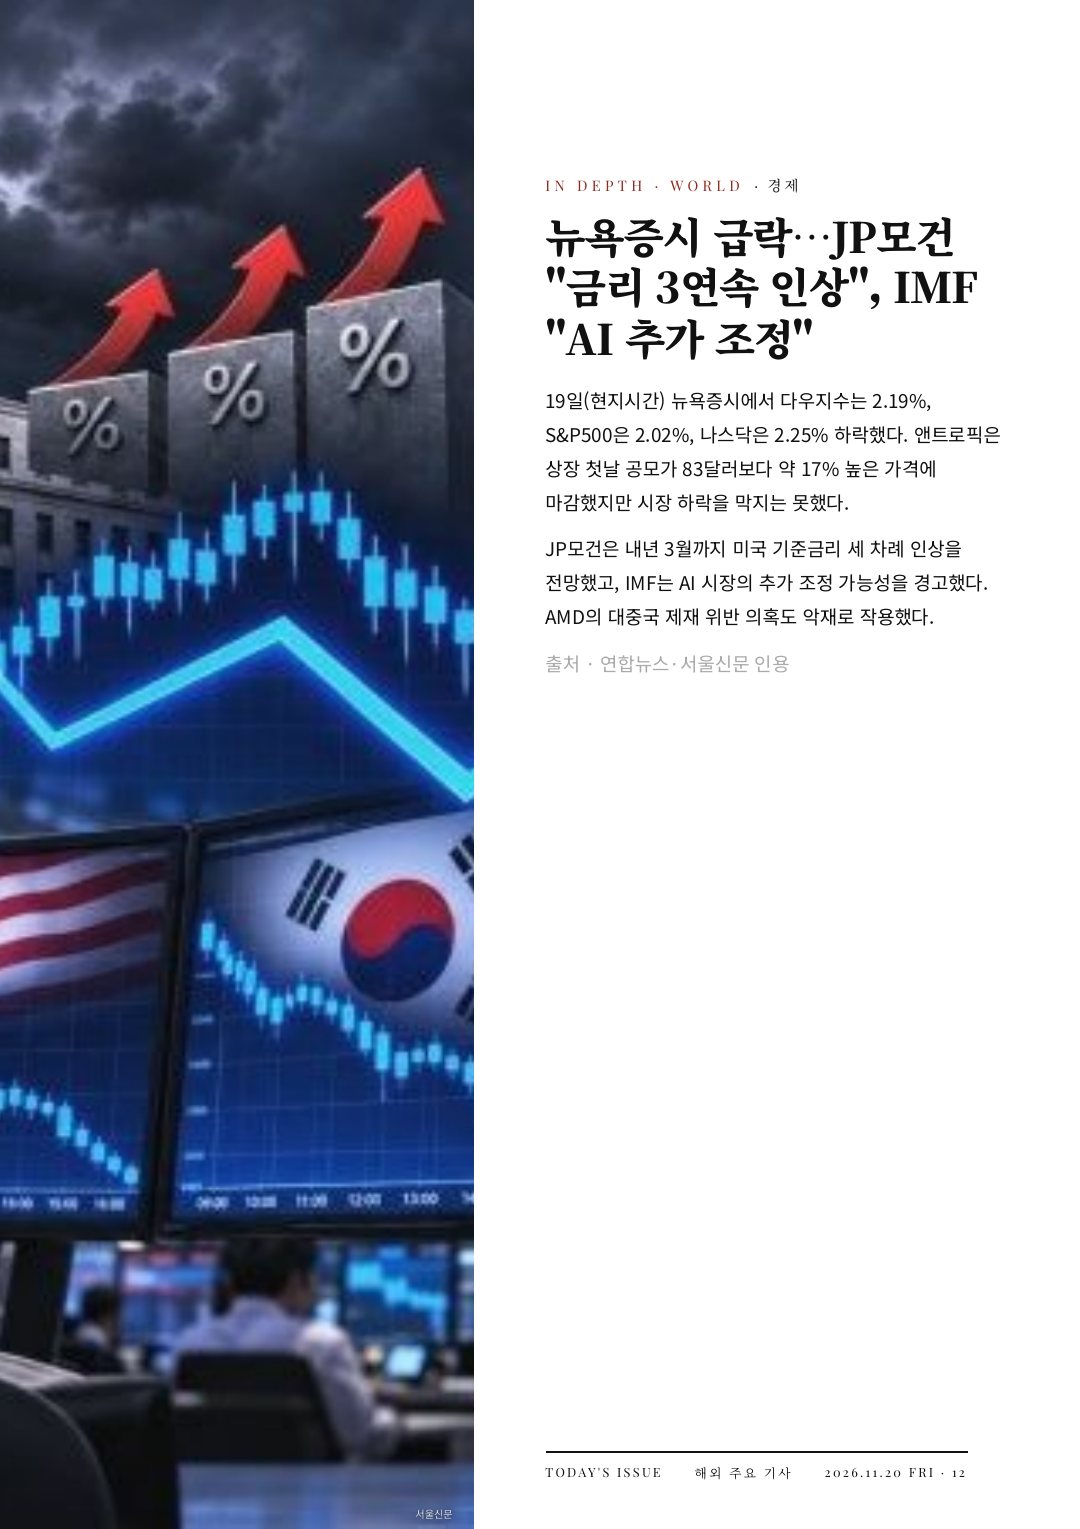 %
%
%
IN DEPTH · WORLD · 경제
뉴욕증시 급락…JP모건
"금리 3연속 인상", IMF
"AI 추가 조정"
19일(현지시간) 뉴욕증시에서 다우지수는 2.19%,
S&P500은 2.02%, 나스닥은 2.25% 하락했다. 앤트로픽은
상장 첫날 공모가 83달러보다 약 17% 높은 가격에
마감했지만 시장 하락을 막지는 못했다.
JP모건은 내년 3월까지 미국 기준금리 세 차례 인상을
전망했고, IMF는 AI 시장의 추가 조정 가능성을 경고했다.
AMD의 대중국 제재 위반 의혹도 악재로 작용했다.
출처 · 연합뉴스·서울신문 인용
10:00 11:00 12:00 13:00
서울신문
TODAY'S ISSUE 해외 주요 기사 2026.11.20 FRI · 12